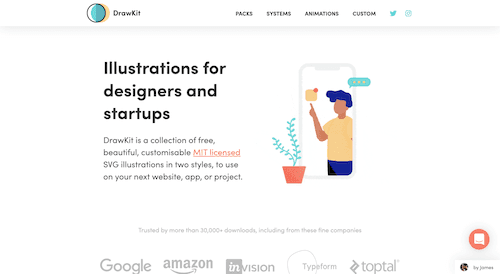 DrawKit
PACKS SYSTEMS ANIMATIONS CUSTOM
Illustrations for
designers and
startups
DrawKit is a collection of free,
beautiful, customisable MIT licensed
SVG illustrations in two styles, to use
on your next website, app, or project.
Trusted by more than 30,000+ downloads, including from these fine companies
Google amazon invision Typeform toptal
by James